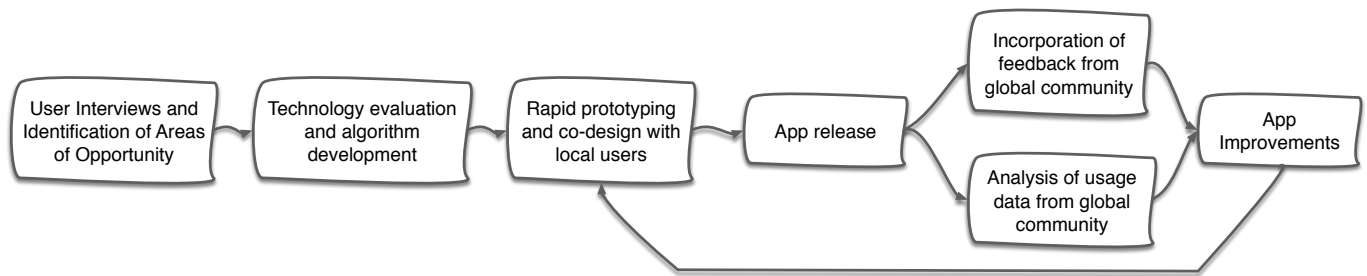 User Interviews and
Identification of Areas
of Opportunity
Technology evaluation
and algorithm
development
Rapid prototyping
and co-design with
local users
App release
Incorporation of
feedback from
global community
Analysis of usage
data from global
community
App
Improvements